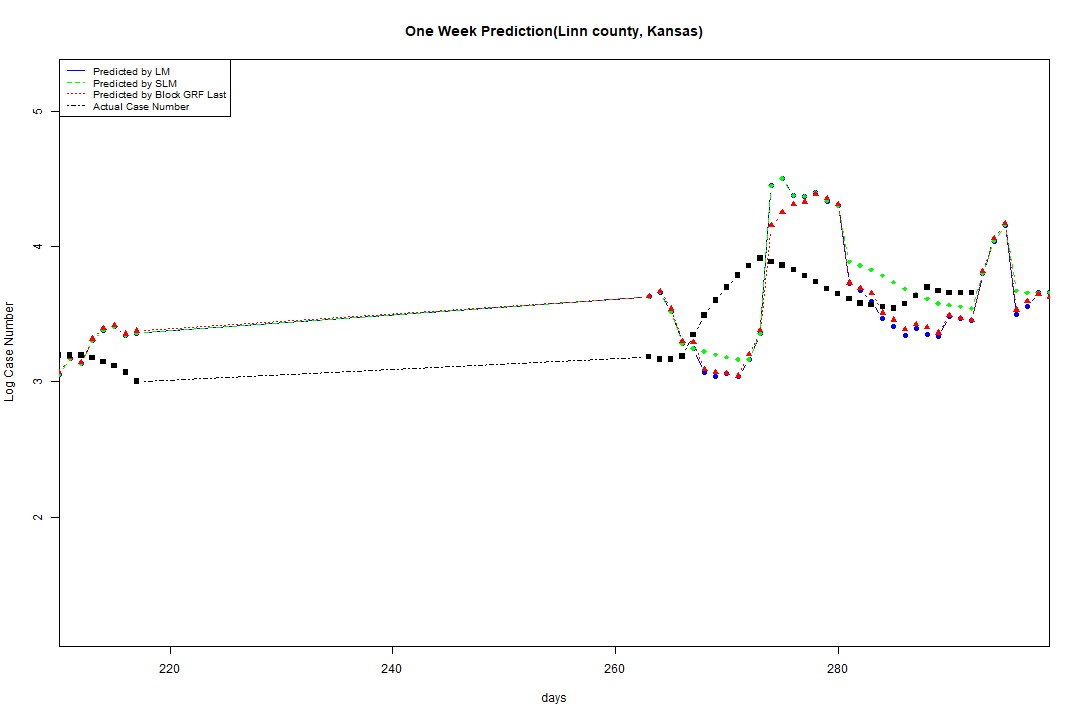 One Week Prediction(Linn county, Kansas)
Predicted by LM
Predicted by SLM
Predicted by Block GRF Last
Actual Case Number
5
4
3
2
Log Case Number
220 240 260 280
days